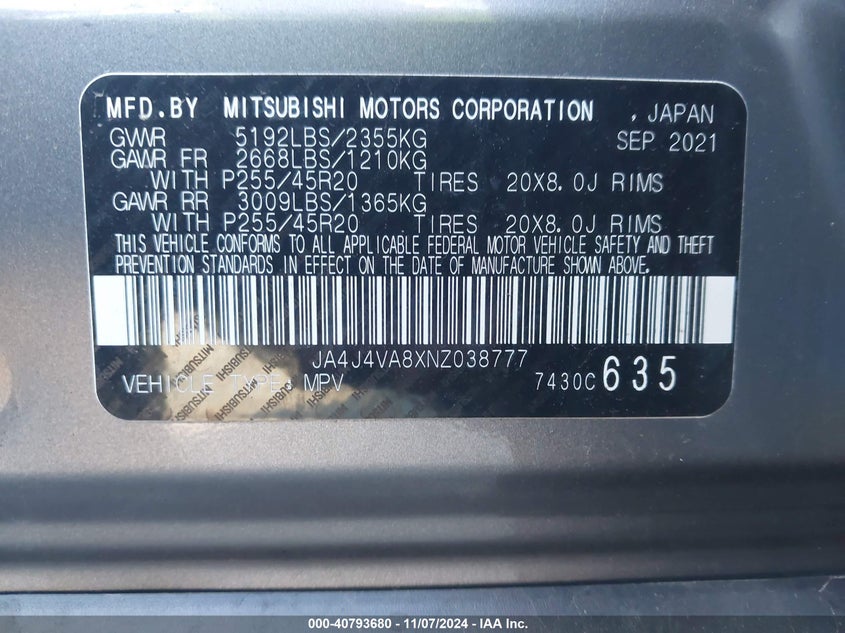 MFD.BY MITSUBISHI MOTORS CORPORATION , JAPAN
GVWR 5192LBS/2355KG SEP 2021
GAWR FR 2668LBS/1210KG
WITH P255/45R20 TIRES 20X8.0J RIMS
GAWR RR 3009LBS/1365KG
WITH P255/45R20 TIRES 20X8.0J RIMS
THIS VEHICLE CONFORMS TO ALL APPLICABLE FEDERAL MOTOR VEHICLE SAFETY AND THEFT
PREVENTION STANDARDS IN EFFECT ON THE DATE OF MANUFACTURE SHOWN ABOVE.
JA4J4VA8XNZ038777
VEHICLE TYPE: MPV 7430C 635
MITSUBISHI MITSUBISHI MITSUBISHI
000-40793680 - 11/07/2024 - IAA Inc.